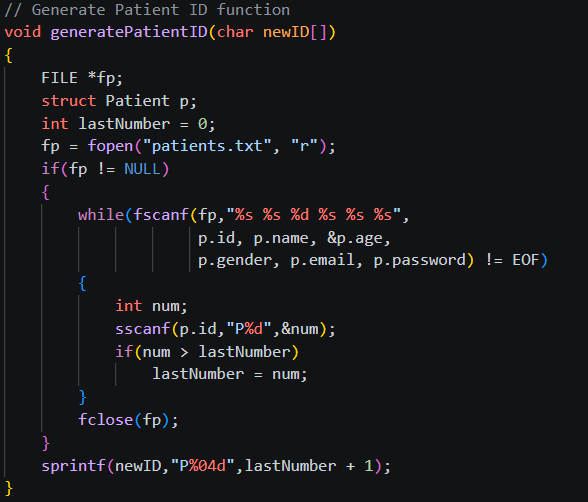 // Generate Patient ID function
void generatePatientID(char newID[])
{
    FILE *fp;
    struct Patient p;
    int lastNumber = 0;
    fp = fopen("patients.txt", "r");
    if(fp != NULL)
    {
        while(fscanf(fp,"%s %s %d %s %s %s",
                     p.id, p.name, &p.age,
                     p.gender, p.email, p.password) != EOF)
        {
            int num;
            sscanf(p.id,"P%d",&num);
            if(num > lastNumber)
                lastNumber = num;
        }
        fclose(fp);
    }
    sprintf(newID,"P%04d",lastNumber + 1);
}